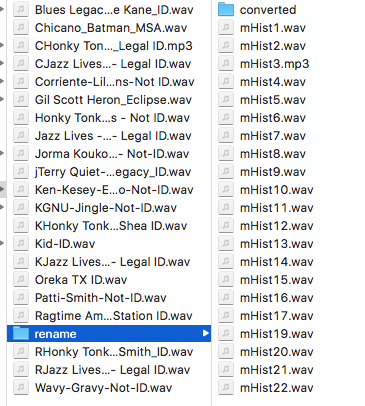 Blues Legac...e Kane_ID.wav
Chicano_Batman_MSA.wav
CHonky Ton..._ Legal ID.mp3
CJazz Lives...- Legal ID.wav
Corriente-Lil...ns-Not ID.wav
Gil Scott Heron_Eclipse.wav
Honky Tonk...s - Not ID.wav
Jazz Lives -...- Legal ID.wav
Jorma Kouko...- Not-ID.wav
jTerry Quiet-...egacy_ID.wav
Ken-Kesey-E...o-Not-ID.wav
KGNU-Jingle-Not-ID.wav
KHonky Tonk...Shea ID.wav
Kid-ID.wav
KJazz Lives...- Legal ID.wav
Oreka TX ID.wav
Patti-Smith-Not-ID.wav
Ragtime Am...Station ID.wav
rename
RHonky Tonk...Smith_ID.wav
RJazz Lives...- Legal ID.wav
Wavy-Gravy-Not-ID.wav
converted
mHist1.wav
mHist2.wav
mHist3.mp3
mHist4.wav
mHist5.wav
mHist6.wav
mHist7.wav
mHist8.wav
mHist9.wav
mHist10.wav
mHist11.wav
mHist12.wav
mHist13.wav
mHist14.wav
mHist15.wav
mHist16.wav
mHist17.wav
mHist19.wav
mHist20.wav
mHist21.wav
mHist22.wav